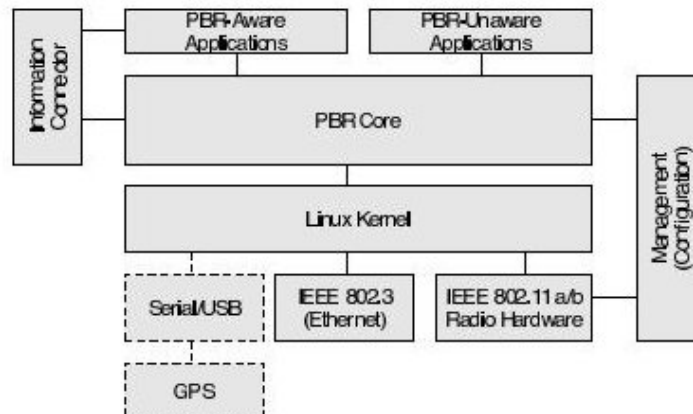 PBR-Aware
Applications
PBR-Unaware
Applications
Information
Connector
PBR Core
Management
(Configuration)
Linux Kernel
Serial/USB
IEEE 802.3
(Ethernet)
IEEE 802.11 a/b
Radio Hardware
GPS